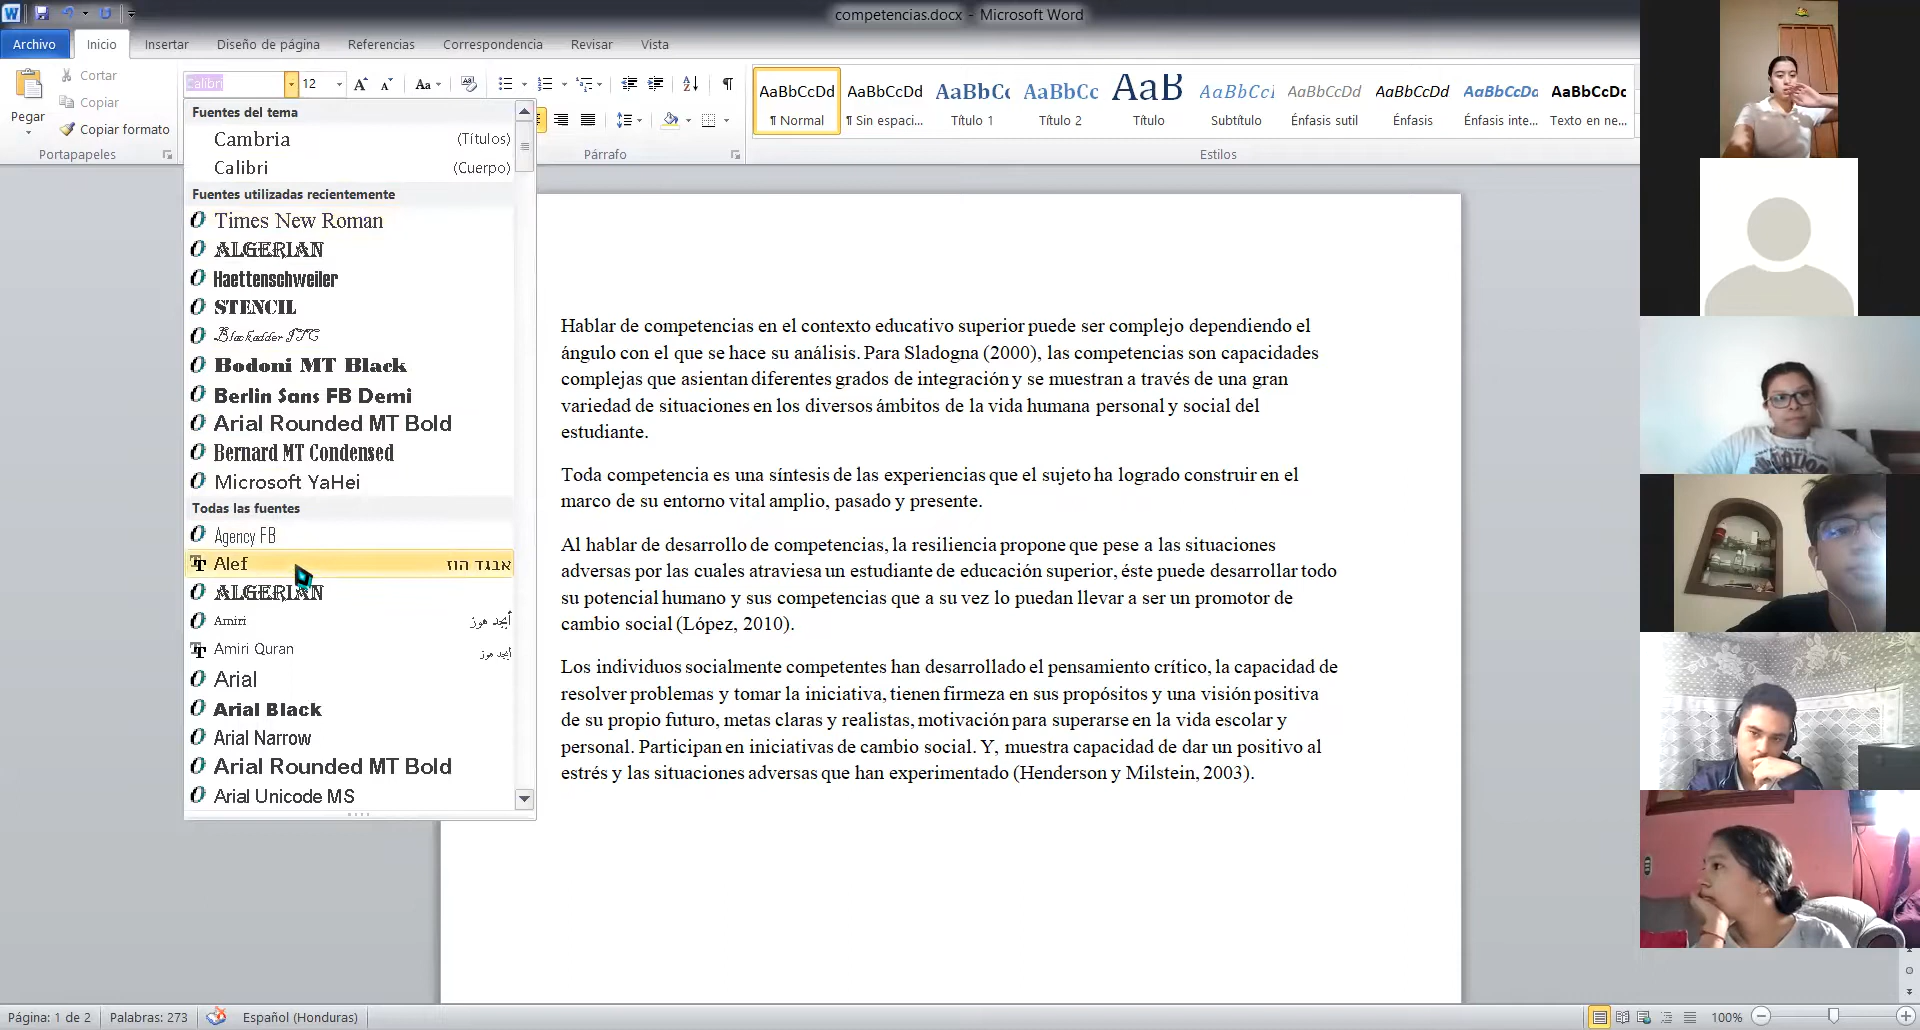 competencias.docx - Microsoft Word
Archivo Inicio Insertar Diseño de página Referencias Correspondencia Revisar Vista
Cortar
Copiar
Copiar formato
Pegar
Portapapeles
Calibri 12
Fuentes del tema
Cambria (Títulos)
Calibri (Cuerpo)
Fuentes utilizadas recientemente
Times New Roman
ALGERIAN
Haettenschweiler
STENCIL
Blackadder ITC
Bodoni MT Black
Berlin Sans FB Demi
Arial Rounded MT Bold
Bernard MT Condensed
Microsoft YaHei
Todas las fuentes
Agency FB
Alef אבגד הוז
ALGERIAN
Amiri أبجد هوز
Amiri Quran أبجد هوز
Arial
Arial Black
Arial Narrow
Arial Rounded MT Bold
Arial Unicode MS
Párrafo
AaBbCcDd AaBbCcDd AaBbCc AaBbCc AaB AaBbCcI AaBbCcDd AaBbCcDd AaBbCcDd AaBbCcDc
¶ Normal ¶ Sin espaci... Título 1 Título 2 Título Subtítulo Énfasis sutil Énfasis Énfasis inte... Texto en ne...
Estilos
Hablar de competencias en el contexto educativo superior puede ser complejo dependiendo el
ángulo con el que se hace su análisis. Para Sladogna (2000), las competencias son capacidades
complejas que asientan diferentes grados de integración y se muestran a través de una gran
variedad de situaciones en los diversos ámbitos de la vida humana personal y social del
estudiante.
Toda competencia es una síntesis de las experiencias que el sujeto ha logrado construir en el
marco de su entorno vital amplio, pasado y presente.
Al hablar de desarrollo de competencias, la resiliencia propone que pese a las situaciones
adversas por las cuales atraviesa un estudiante de educación superior, éste puede desarrollar todo
su potencial humano y sus competencias que a su vez lo puedan llevar a ser un promotor de
cambio social (López, 2010).
Los individuos socialmente competentes han desarrollado el pensamiento crítico, la capacidad de
resolver problemas y tomar la iniciativa, tienen firmeza en sus propósitos y una visión positiva
de su propio futuro, metas claras y realistas, motivación para superarse en la vida escolar y
personal. Participan en iniciativas de cambio social. Y, muestra capacidad de dar un positivo al
estrés y las situaciones adversas que han experimentado (Henderson y Milstein, 2003).
Página: 1 de 2 Palabras: 273 Español (Honduras) 100%